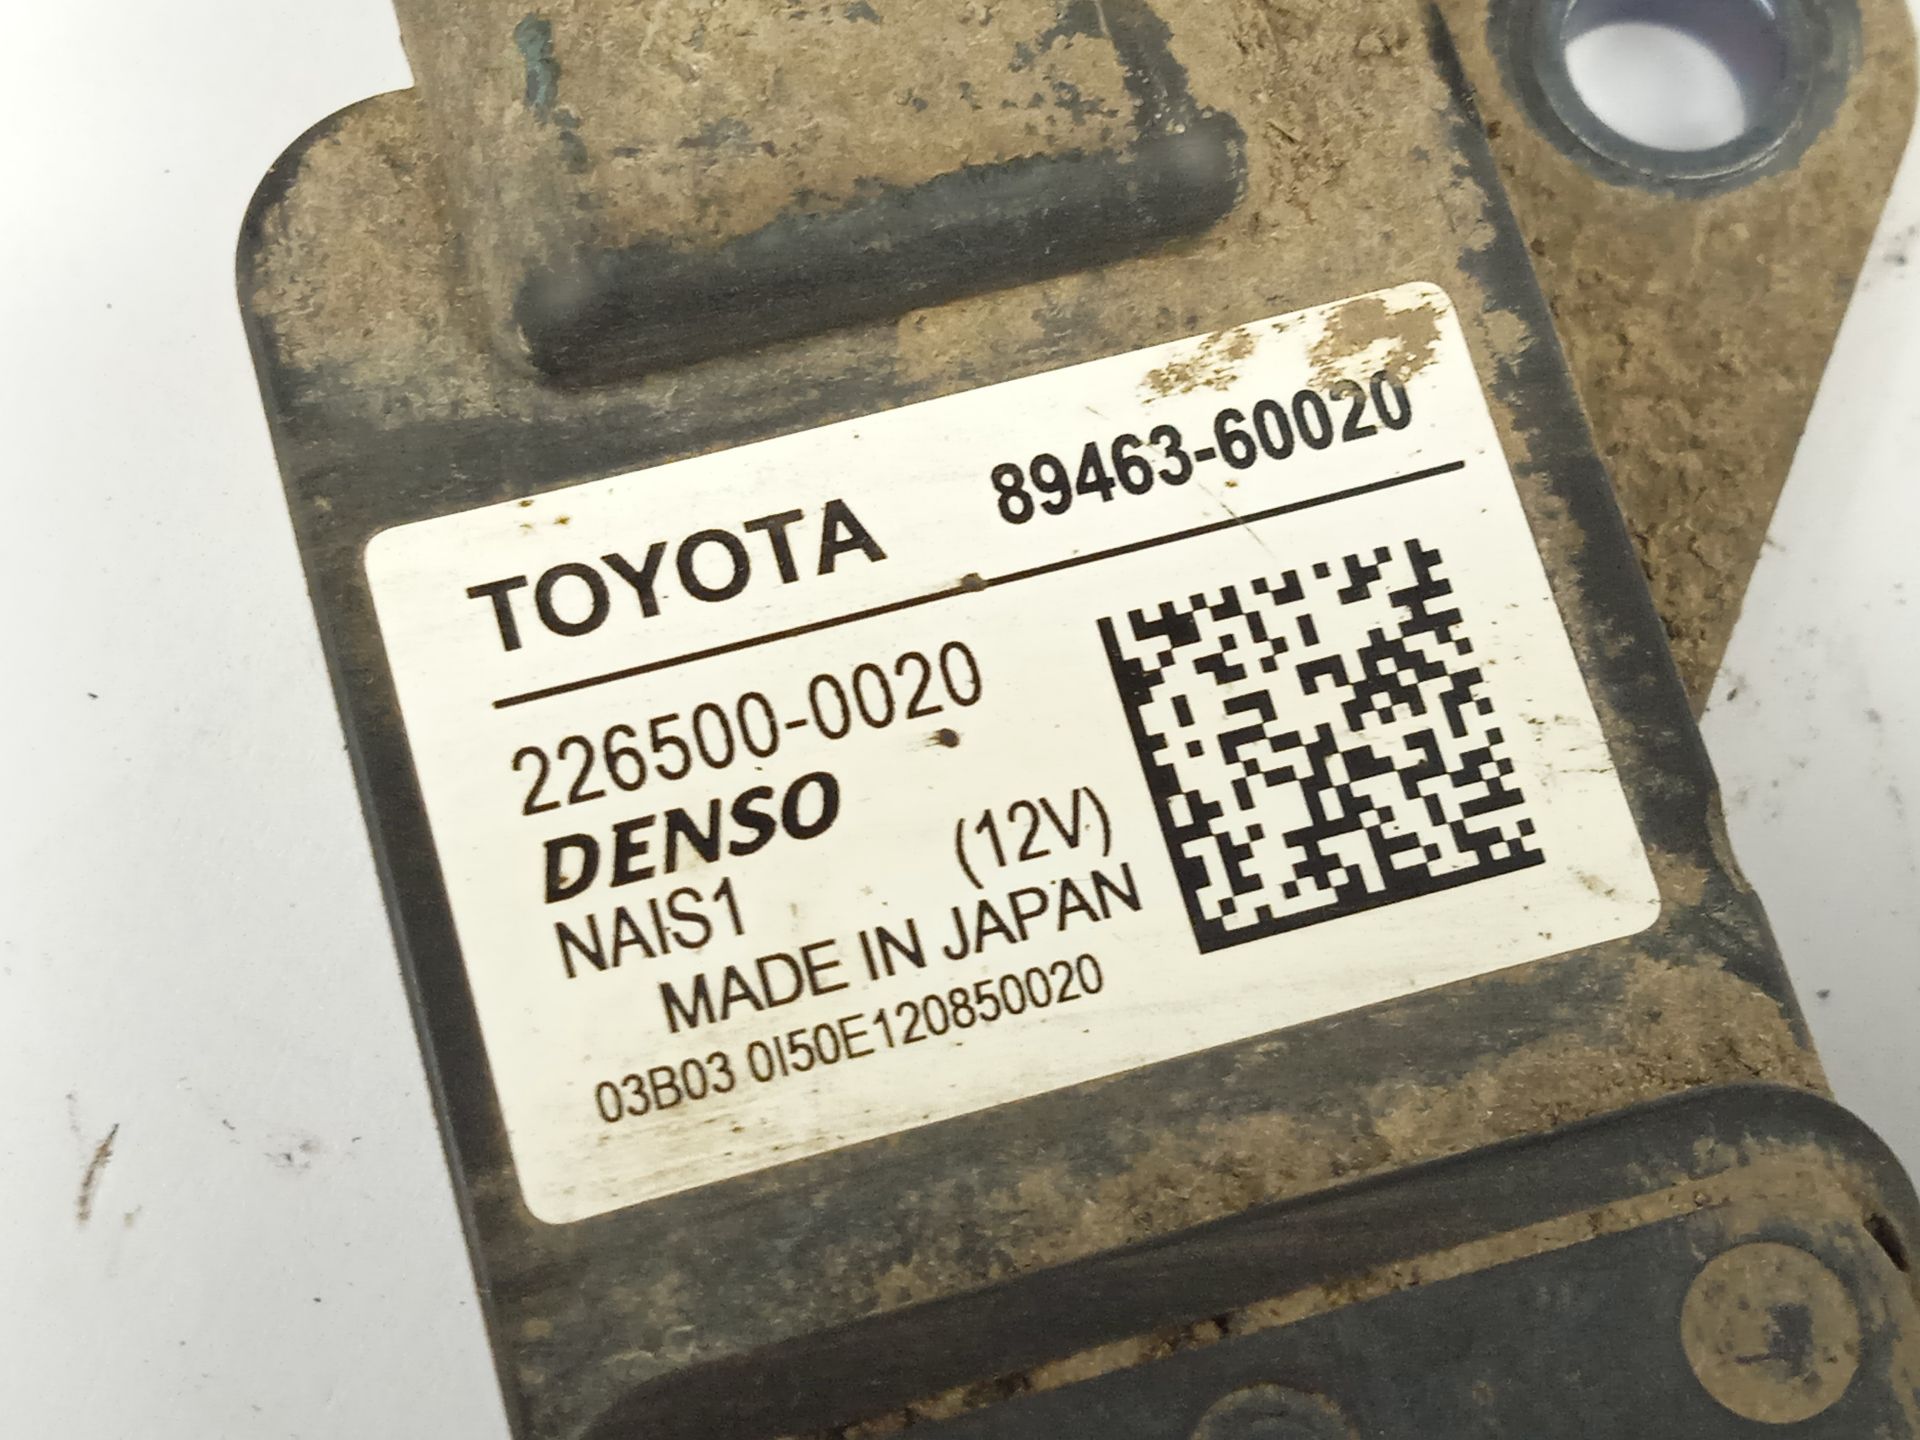 TOYOTA 89463-60020
226500-0020
DENSO
NAIS1 (12V)
MADE IN JAPAN
03B03 0I50E120850020